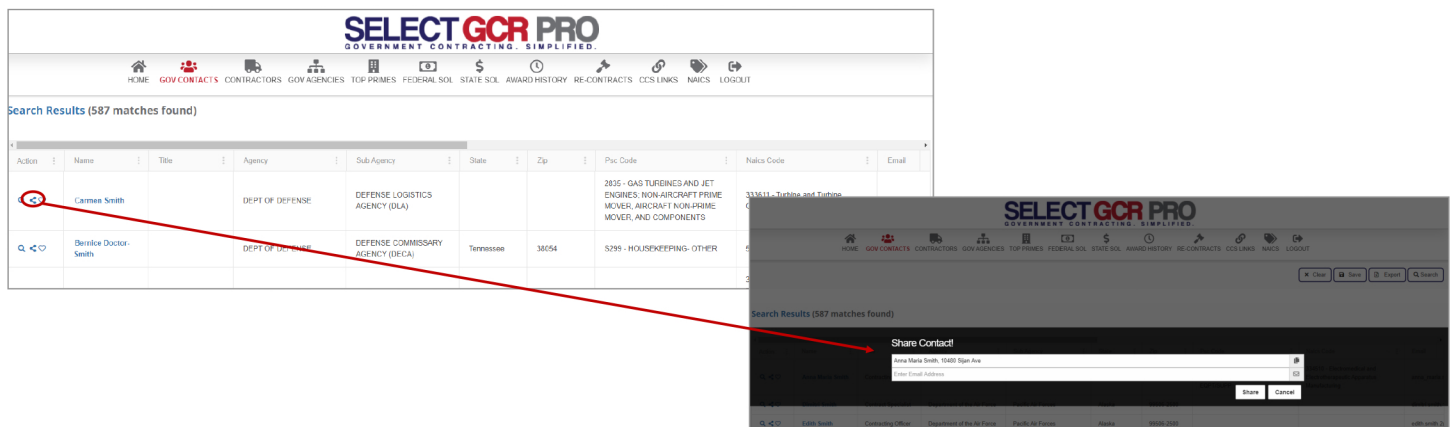 SELECT GCR PRO
GOVERNMENT CONTRACTING. SIMPLIFIED.
HOME GOV CONTACTS CONTRACTORS GOV AGENCIES TOP PRIMES FEDERAL SOL STATE SOL AWARD HISTORY RE-CONTRACTS CCS LINKS NAICS LOGOUT
Search Results (587 matches found)
Action Name Title Agency Sub Agency State Zip Psc Code Naics Code Email
Carmen Smith DEPT OF DEFENSE DEFENSE LOGISTICS AGENCY (DLA) 2835 - GAS TURBINES AND JET
ENGINES; NON-AIRCRAFT PRIME
MOVER, AIRCRAFT NON-PRIME
MOVER, AND COMPONENTS 333611 - Turbine and Turbine
Bernice Doctor-
Smith DEPT OF DEFENSE DEFENSE COMMISSARY
AGENCY (DECA) Tennessee 38054 S299 - HOUSEKEEPING- OTHER 5
3
SELECT GCR PRO
GOVERNMENT CONTRACTING. SIMPLIFIED.
HOME GOV CONTACTS CONTRACTORS GOV AGENCIES TOP PRIMES FEDERAL SOL STATE SOL AWARD HISTORY RE-CONTRACTS CCS LINKS NAICS LOGOUT
Clear Save Export Search
Search Results (587 matches found)
Share Contact!
Anna Maria Smith, 10480 Sijan Ave
Enter Email Address
Share Cancel
Edith Smith Contracting Officer Department of the Air Force Pacific Air Forces Alaska 99506-2500